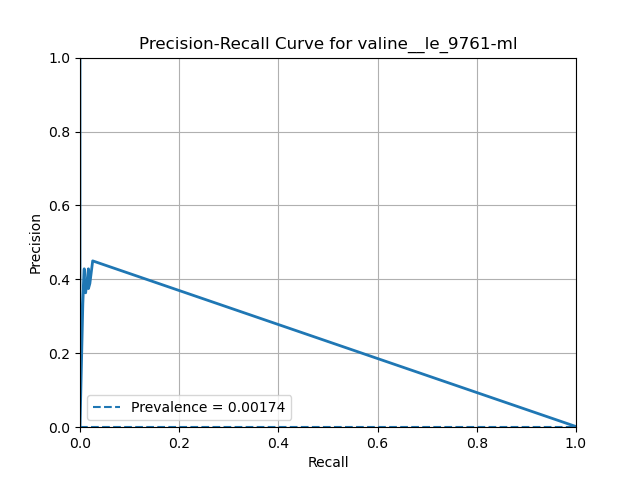 Precision-Recall Curve for valine__le_9761-ml
1.0
0.8
0.6
0.4
0.2
0.0
Precision
Prevalence = 0.00174
0.0 0.2 0.4 0.6 0.8 1.0
Recall